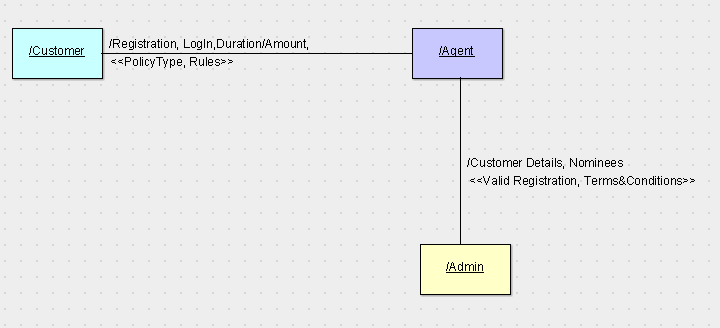 /Customer
/Registration, LogIn,Duration/Amount,
<<PolicyType, Rules>>
/Agent
/Customer Details, Nominees
<<Valid Registration, Terms&Conditions>>
/Admin